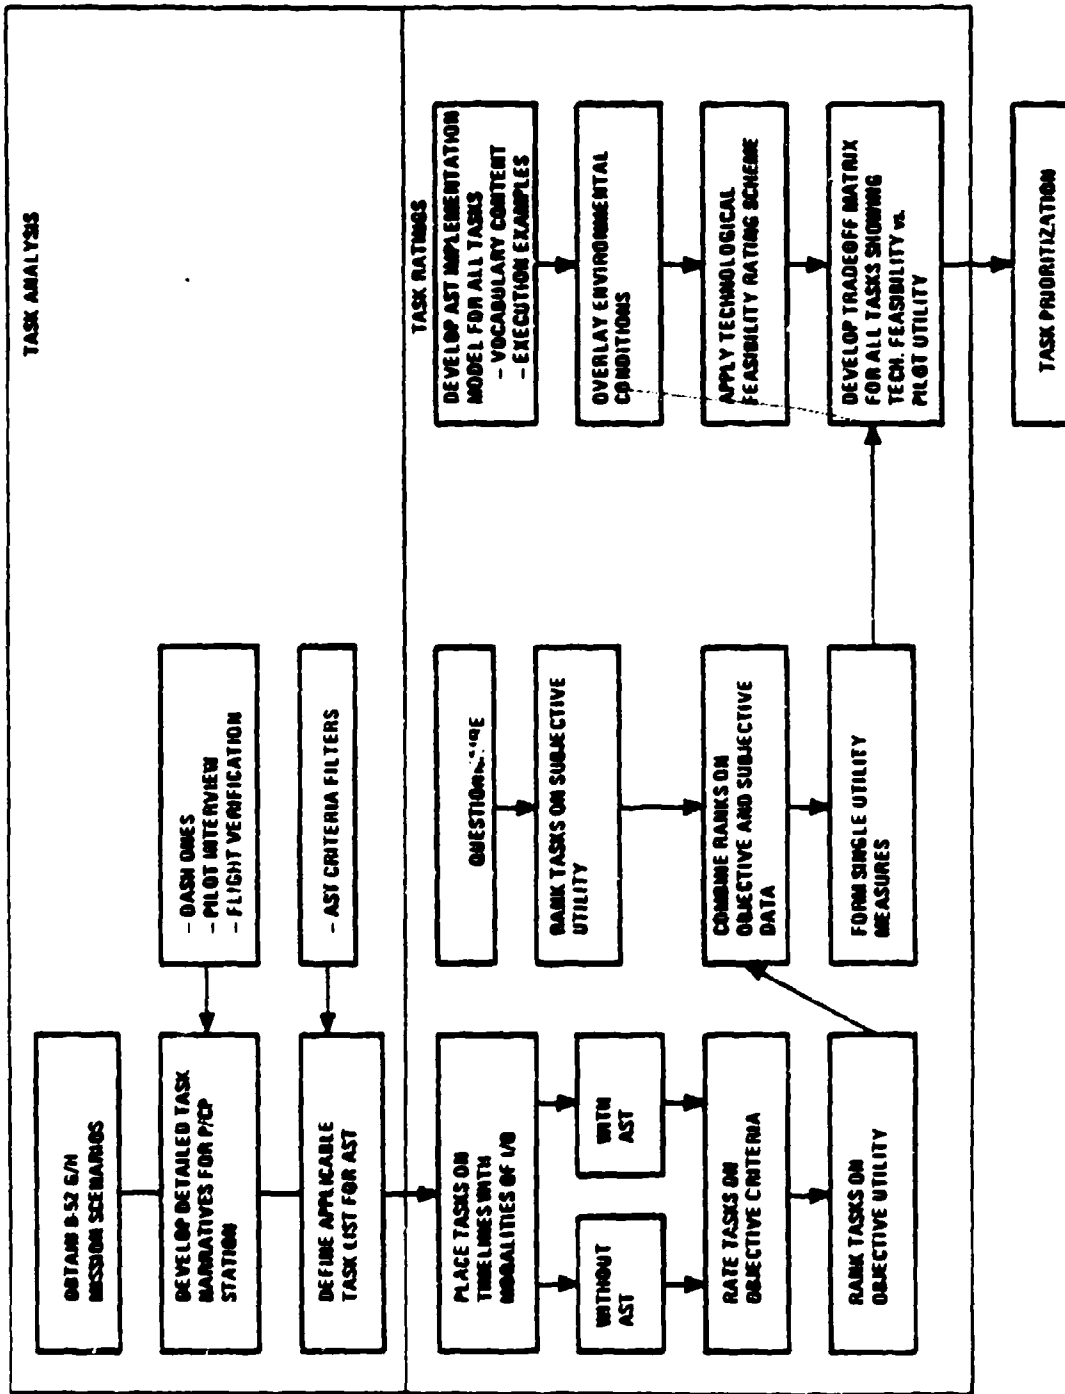 TASK ANALYSIS
OBTAIN B-52 G/H
MISSION SCENARIOS
DEVELOP DETAILED TASK
NARRATIVES FOR P/CP
STATION
- DASH ONES
- PILOT INTERVIEW
- FLIGHT VERIFICATION
DEFINE APPLICABLE
TASK LIST FOR AST
- AST CRITERIA FILTERS
TASK RATINGS
PLACE TASKS ON
TIMELINES WITH
MODALITIES OF I/O
WITHOUT
AST
WITH
AST
RATE TASKS ON
OBJECTIVE CRITERIA
RANK TASKS ON
OBJECTIVE UTILITY
QUESTIONNAIRE
RANK TASKS ON SUBJECTIVE
UTILITY
COMBINE RANKS ON
OBJECTIVE AND SUBJECTIVE
DATA
FORM SINGLE UTILITY
MEASURES
DEVELOP AST IMPLEMENTATION
MODEL FOR ALL TASKS
- VOCABULARY CONTENT
- EXECUTION EXAMPLES
OVERLAY ENVIRONMENTAL
CONDITIONS
APPLY TECHNOLOGICAL
FEASIBILITY RATING SCHEME
DEVELOP TRADEOFF MATRIX
FOR ALL TASKS SHOWING
TECH. FEASIBILITY vs.
PILOT UTILITY
TASK PRIORITIZATION